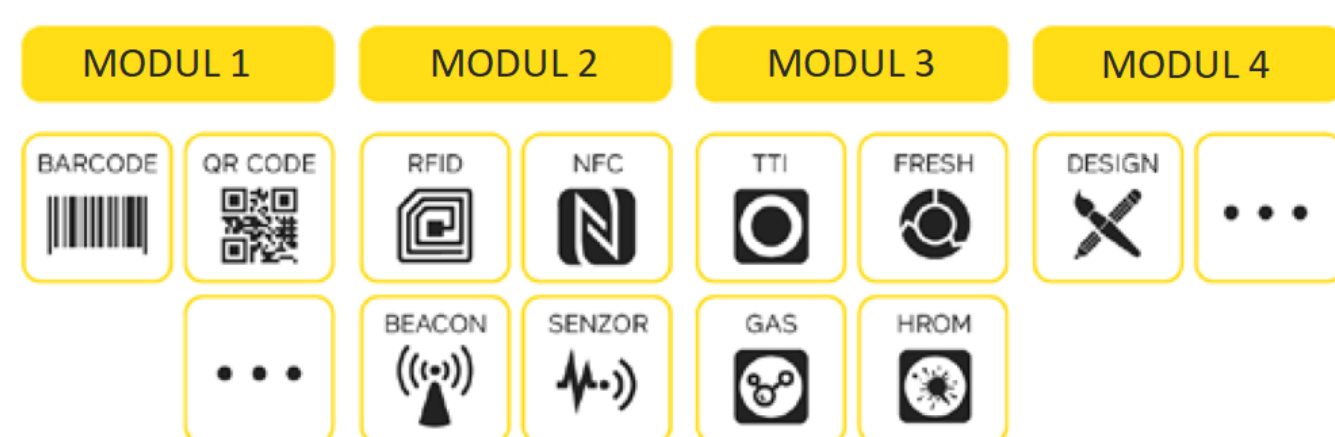 MODUL 1
MODUL 2
MODUL 3
MODUL 4
BARCODE
QR CODE
RFID
NFC
TTI
FRESH
DESIGN
• • •
• • •
BEACON
SENZOR
GAS
HROM